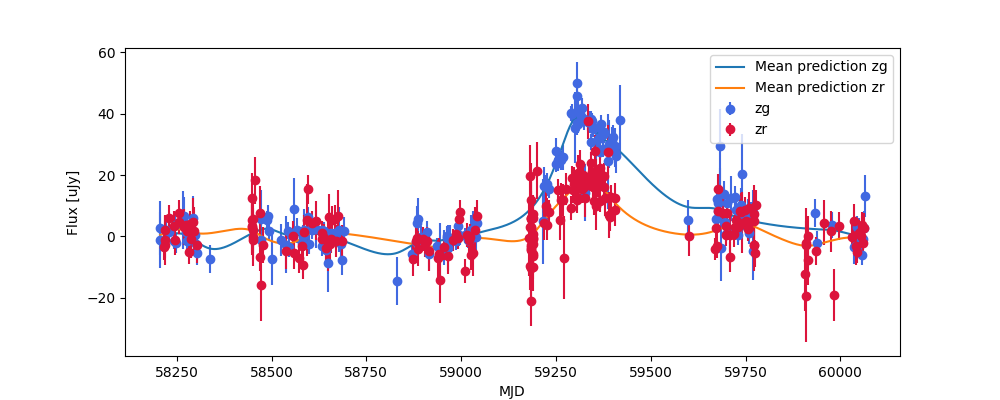 60
40
20
0
−20
Flux [uJy]
58250 58500 58750 59000 59250 59500 59750 60000
MJD
Mean prediction zg
Mean prediction zr
zg
zr